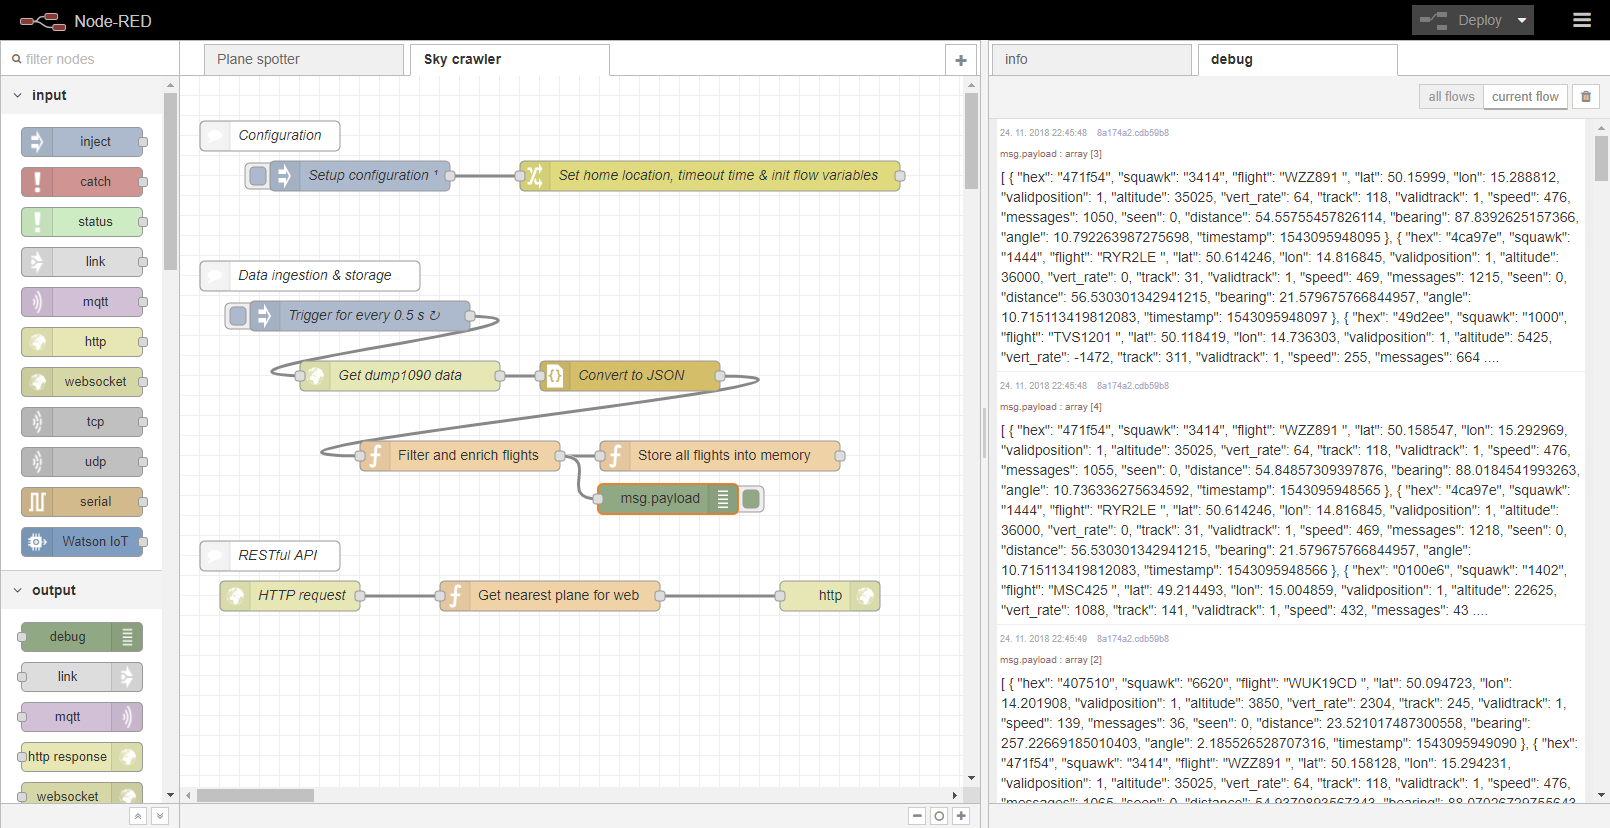 Node-RED
Deploy
filter nodes
Plane spotter
Sky crawler
info
debug
all flows
current flow
input
inject
catch
status
link
mqtt
http
websocket
tcp
udp
serial
Watson IoT
output
debug
link
mqtt
http response
websocket
Configuration
Setup configuration ¹
Set home location, timeout time & init flow variables
Data ingestion & storage
Trigger for every 0.5 s ↻
Get dump1090 data
Convert to JSON
Filter and enrich flights
Store all flights into memory
msg.payload
RESTful API
HTTP request
Get nearest plane for web
http
24. 11. 2018 22:45:48 8a174a2.cdb59b8
msg.payload : array [3]
[ { "hex": "471f54", "squawk": "3414", "flight": "WZZ891 ", "lat": 50.15999, "lon": 15.288812,
"validposition": 1, "altitude": 35025, "vert_rate": 64, "track": 118, "validtrack": 1, "speed": 476,
"messages": 1050, "seen": 0, "distance": 54.55755457826114, "bearing": 87.8392625157366,
"angle": 10.792263987275698, "timestamp": 1543095948095 }, { "hex": "4ca97e", "squawk":
"1444", "flight": "RYR2LE ", "lat": 50.614246, "lon": 14.816845, "validposition": 1, "altitude":
36000, "vert_rate": 0, "track": 31, "validtrack": 1, "speed": 469, "messages": 1215, "seen": 0,
"distance": 56.530301342941215, "bearing": 21.579675766844957, "angle":
10.715113419812083, "timestamp": 1543095948097 }, { "hex": "49d2ee", "squawk": "1000",
"flight": "TVS1201 ", "lat": 50.118419, "lon": 14.736303, "validposition": 1, "altitude": 5425,
"vert_rate": -1472, "track": 311, "validtrack": 1, "speed": 255, "messages": 664 ....
24. 11. 2018 22:45:48 8a174a2.cdb59b8
msg.payload : array [4]
[ { "hex": "471f54", "squawk": "3414", "flight": "WZZ891 ", "lat": 50.158547, "lon": 15.292969,
"validposition": 1, "altitude": 35025, "vert_rate": 64, "track": 118, "validtrack": 1, "speed": 476,
"messages": 1055, "seen": 0, "distance": 54.84857309397876, "bearing": 88.0184541993263,
"angle": 10.736336275634592, "timestamp": 1543095948565 }, { "hex": "4ca97e", "squawk":
"1444", "flight": "RYR2LE ", "lat": 50.614246, "lon": 14.816845, "validposition": 1, "altitude":
36000, "vert_rate": 0, "track": 31, "validtrack": 1, "speed": 469, "messages": 1218, "seen": 0,
"distance": 56.530301342941215, "bearing": 21.579675766844957, "angle":
10.715113419812083, "timestamp": 1543095948566 }, { "hex": "0100e6", "squawk": "1402",
"flight": "MSC425 ", "lat": 49.214493, "lon": 15.004859, "validposition": 1, "altitude": 22625,
"vert_rate": 1088, "track": 141, "validtrack": 1, "speed": 432, "messages": 43 ....
24. 11. 2018 22:45:49 8a174a2.cdb59b8
msg.payload : array [2]
[ { "hex": "407510", "squawk": "6620", "flight": "WUK19CD ", "lat": 50.094723, "lon":
14.201908, "validposition": 1, "altitude": 3850, "vert_rate": 2304, "track": 245, "validtrack": 1,
"speed": 139, "messages": 36, "seen": 0, "distance": 23.521017487300558, "bearing":
257.22669185010403, "angle": 2.185526528707316, "timestamp": 1543095949090 }, { "hex":
"471f54", "squawk": "3414", "flight": "WZZ891 ", "lat": 50.158128, "lon": 15.294231,
"validposition": 1, "altitude": 35025, "vert_rate": 64, "track": 118, "validtrack": 1, "speed": 476,
"messages": 1065, "seen": 0, "distance": 54.9370893567343, "bearing": 88.07026729755643,